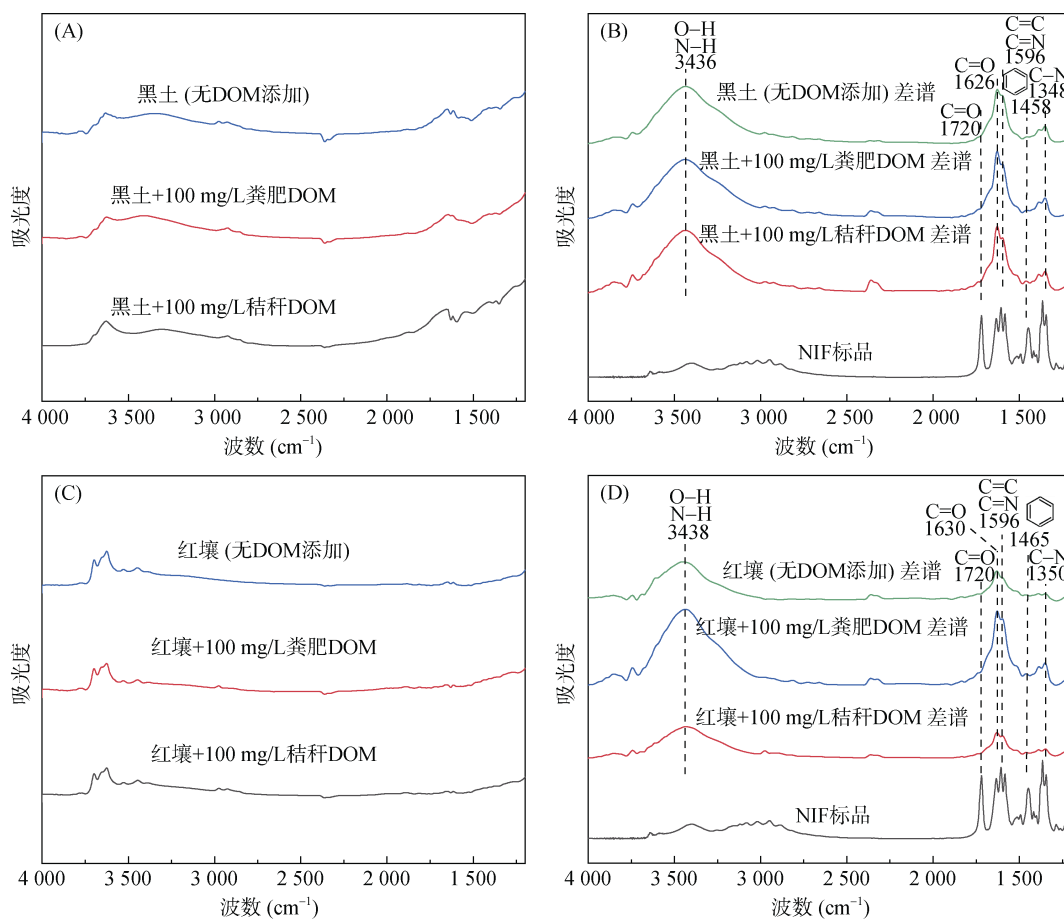 (A)
黑土 (无DOM添加)
黑土+100 mg/L粪肥DOM
黑土+100 mg/L秸秆DOM
吸光度
4 000
3 500
3 000
2 500
2 000
1 500
波数 (cm⁻¹)
(B)
O–H
N–H
3436
C=O
1720
C=O
1626
C=C
C=N
1596
1458
C–N
1348
黑土 (无DOM添加) 差谱
黑土+100 mg/L粪肥DOM 差谱
黑土+100 mg/L秸秆DOM 差谱
NIF标品
吸光度
4 000
3 500
3 000
2 500
2 000
1 500
波数 (cm⁻¹)
(C)
红壤 (无DOM添加)
红壤+100 mg/L粪肥DOM
红壤+100 mg/L秸秆DOM
吸光度
4 000
3 500
3 000
2 500
2 000
1 500
波数 (cm⁻¹)
(D)
O–H
N–H
3438
C=O
1630
C=O
1720
C=C
C=N
1596
1465
C–N
1350
红壤 (无DOM添加) 差谱
红壤+100 mg/L粪肥DOM 差谱
红壤+100 mg/L秸秆DOM 差谱
NIF标品
吸光度
4 000
3 500
3 000
2 500
2 000
1 500
波数 (cm⁻¹)